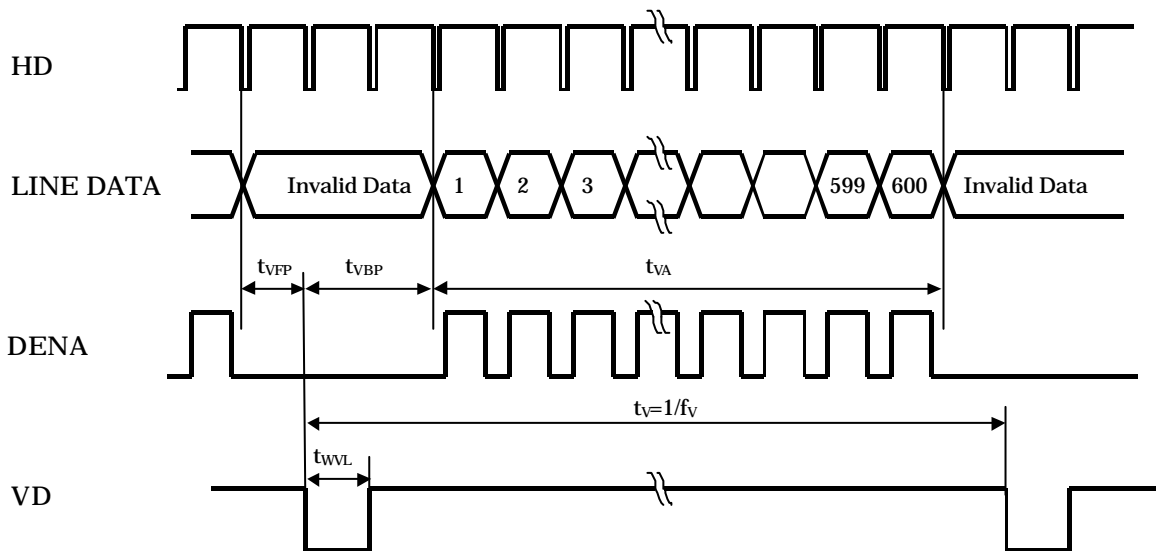 HD
LINE DATA
Invalid Data 1 2 3 599 600 Invalid Data
tVFP tVBP tVA
DENA
tV=1/fV
tWVL
VD